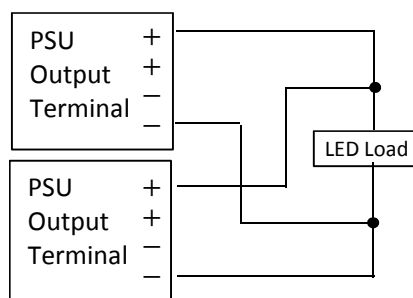 PSU +
Output +
Terminal −
−
LED Load
PSU +
Output +
Terminal −
−